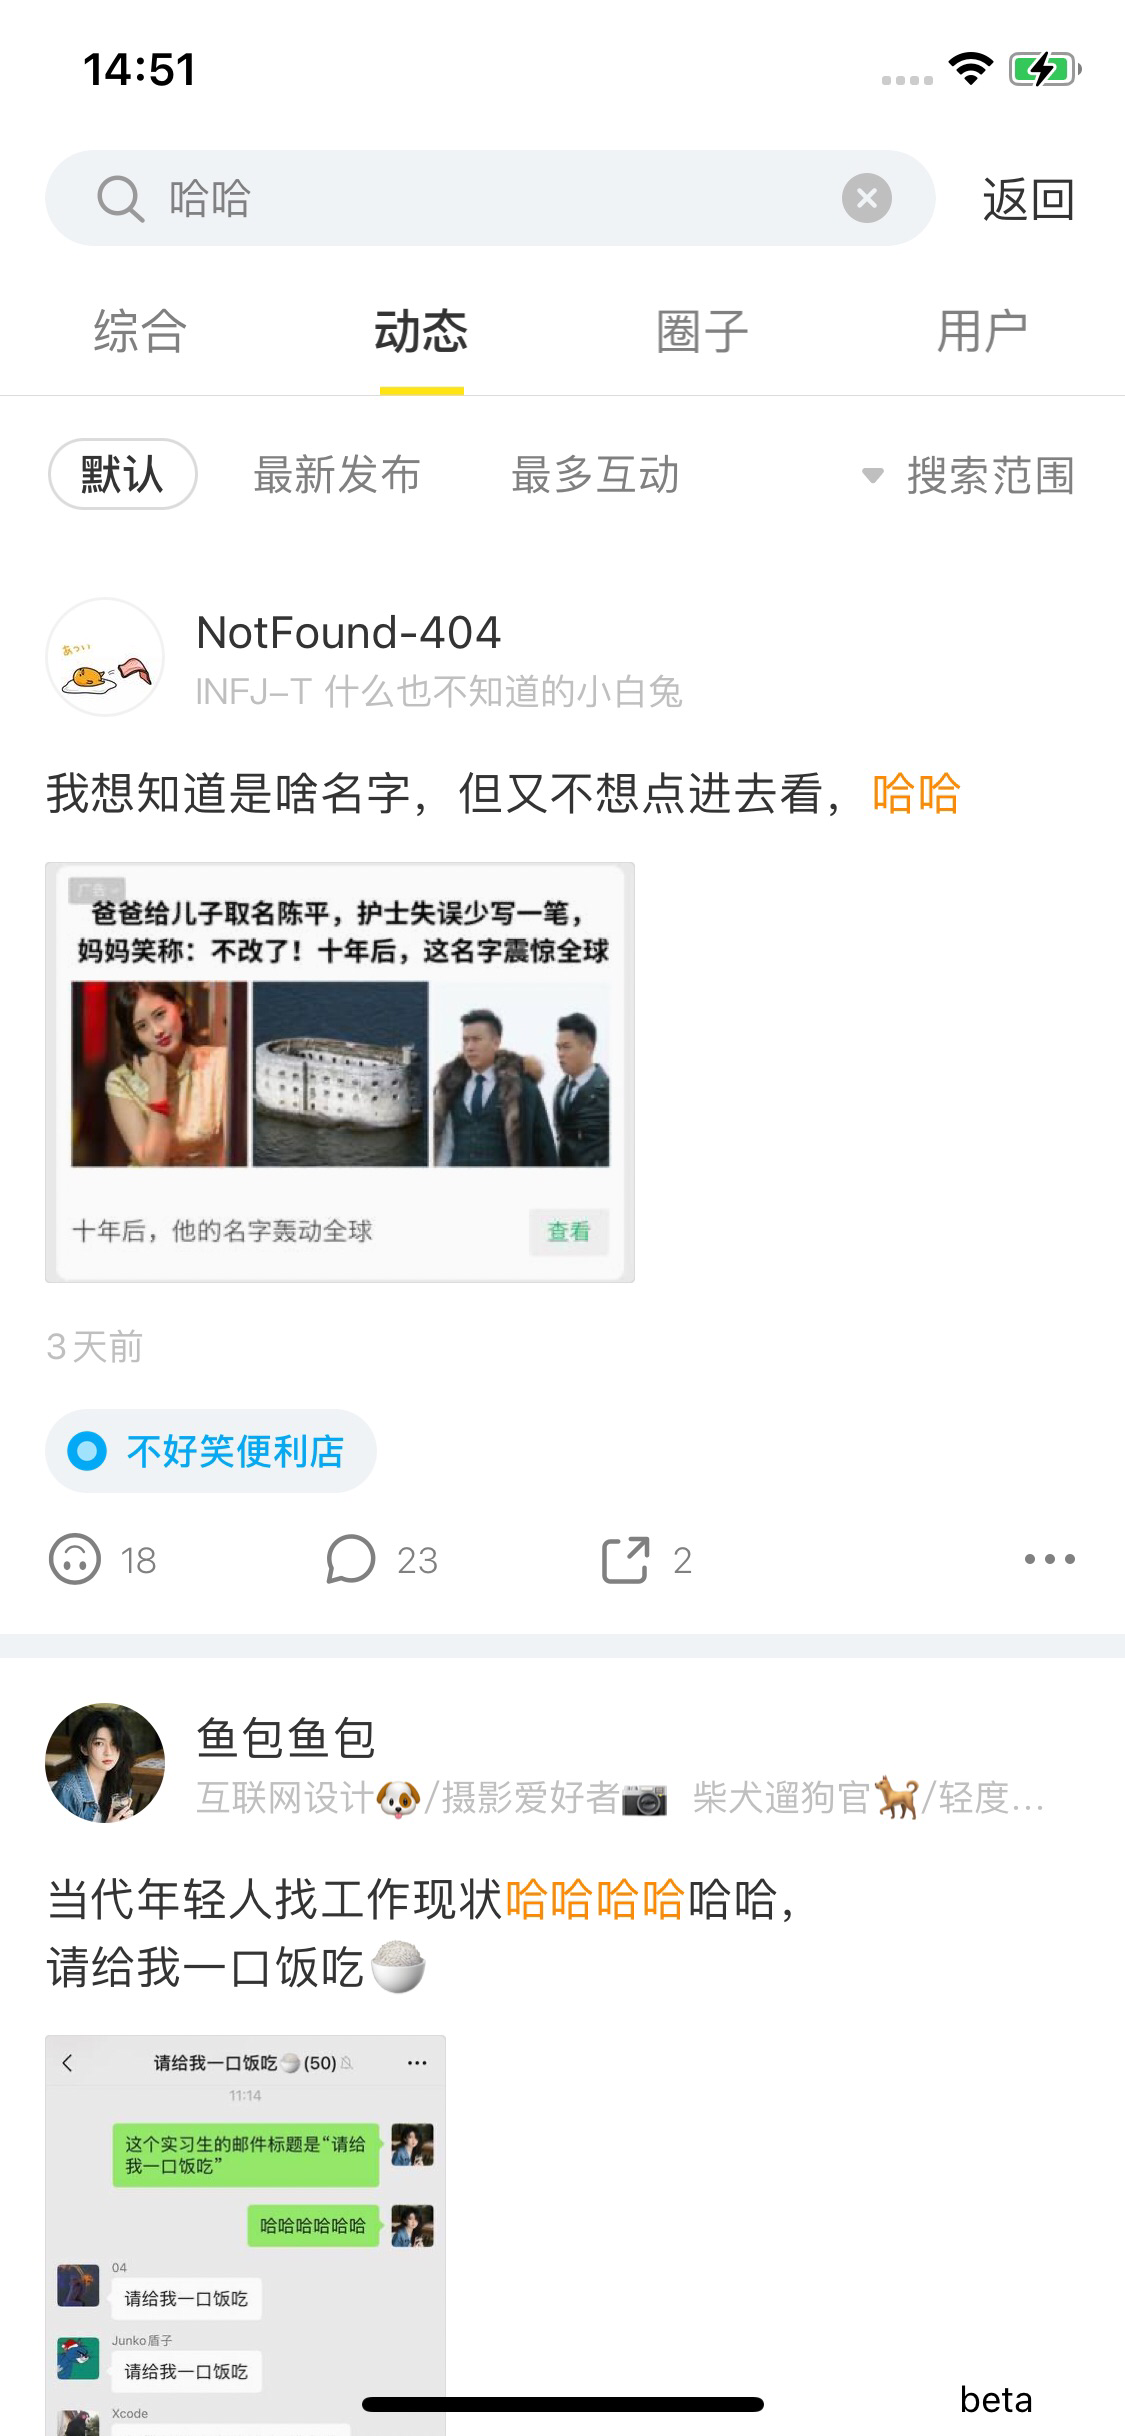 14:51
哈哈
返回
综合 动态 圈子 用户
默认 最新发布 最多互动 搜索范围
あつい
NotFound-404
INFJ-T 什么也不知道的小白兔
我想知道是啥名字，但又不想点进去看，哈哈
广告
爸爸给儿子取名陈平，护士失误少写一笔，
妈妈笑称：不改了！十年后，这名字震惊全球
十年后，他的名字轰动全球 查看
3天前
不好笑便利店
18 23 2
鱼包鱼包
互联网设计🐶/摄影爱好者📷 柴犬遛狗官🐕/轻度...
当代年轻人找工作现状哈哈哈哈哈哈，
请给我一口饭吃🍚
请给我一口饭吃🍚(50)
11:14
这个实习生的邮件标题是“请给
我一口饭吃”
哈哈哈哈哈哈
04
请给我一口饭吃
Junko盾子
请给我一口饭吃
Xcode
beta